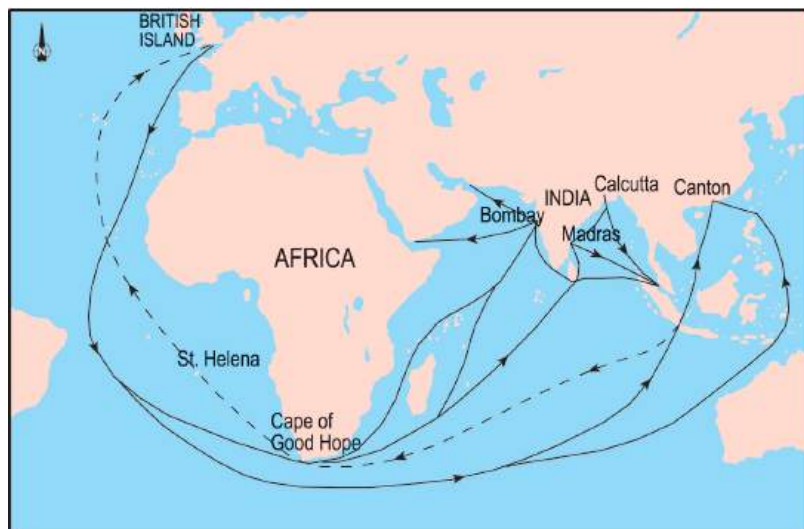 BRITISH
ISLAND
N
INDIA
Calcutta
Canton
Bombay
Madras
AFRICA
St. Helena
Cape of
Good Hope